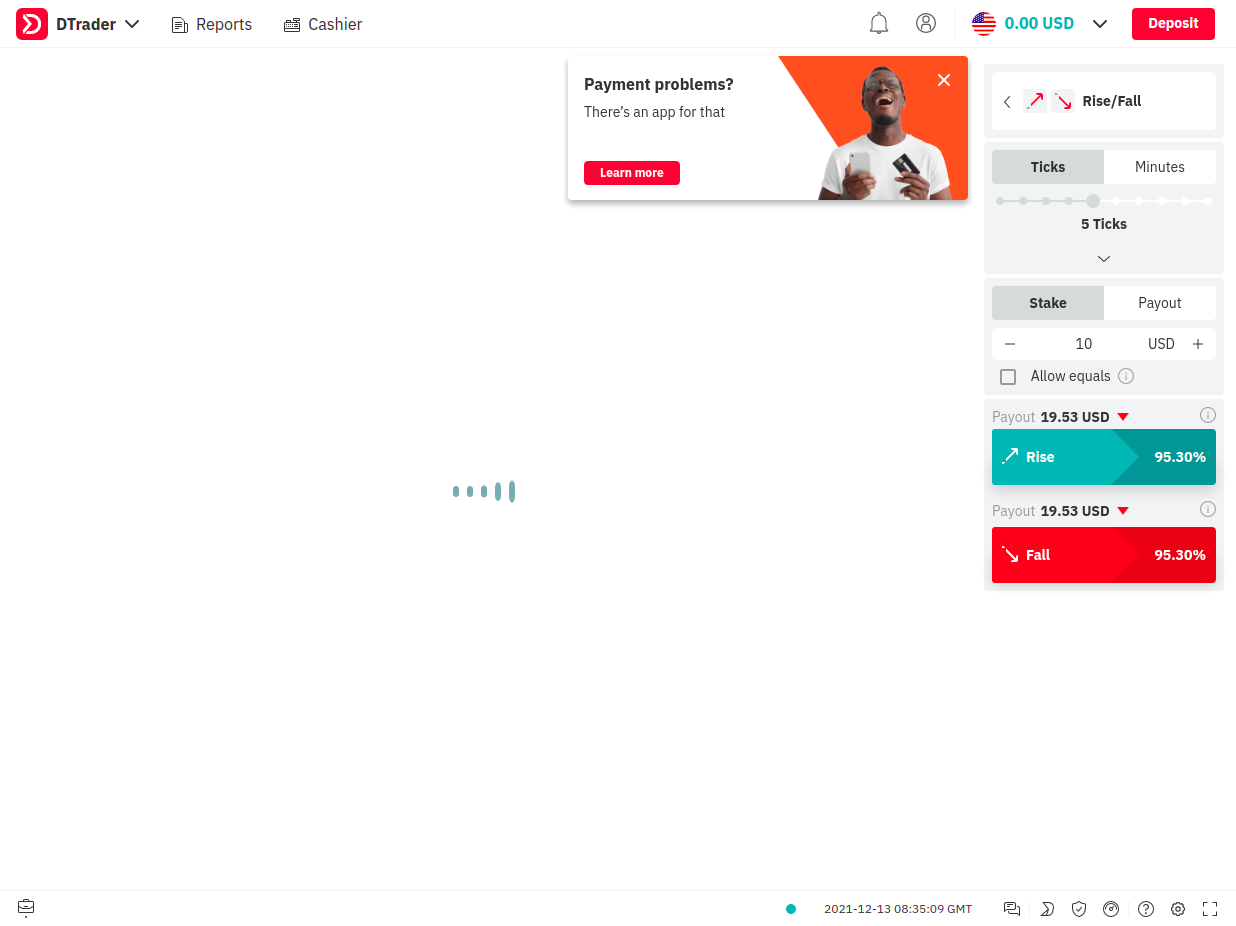 DTrader
Reports
Cashier
0.00 USD
Deposit
Payment problems?
There's an app for that
Learn more
Rise/Fall
Ticks
Minutes
5 Ticks
Stake
Payout
10
USD
Allow equals
Payout 19.53 USD
Rise
95.30%
Payout 19.53 USD
Fall
95.30%
2021-12-13 08:35:09 GMT